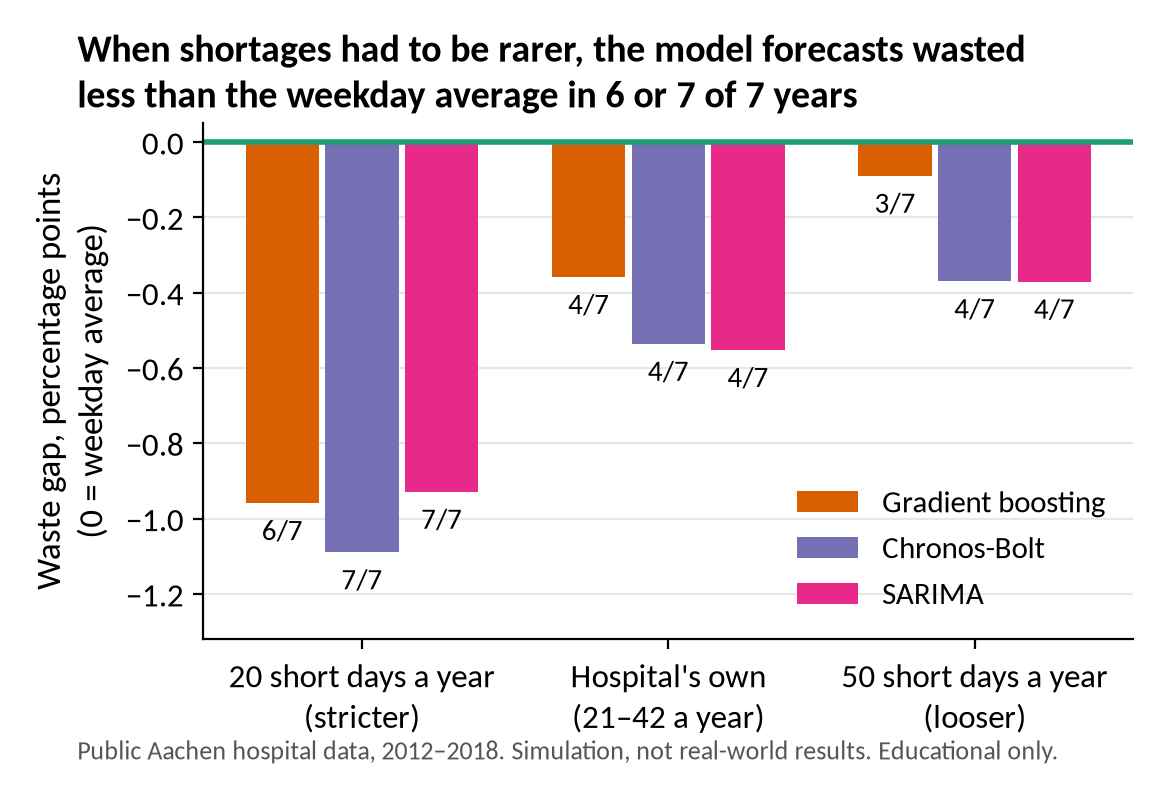 When shortages had to be rarer, the model forecasts wasted
less than the weekday average in 6 or 7 of 7 years
Waste gap, percentage points
(0 = weekday average)
0.0
−0.2
−0.4
−0.6
−0.8
−1.0
−1.2
6/7
7/7
7/7
4/7
4/7
4/7
3/7
4/7
4/7
Gradient boosting
Chronos-Bolt
SARIMA
20 short days a year
(stricter)
Hospital's own
(21–42 a year)
50 short days a year
(looser)
Public Aachen hospital data, 2012–2018. Simulation, not real-world results. Educational only.